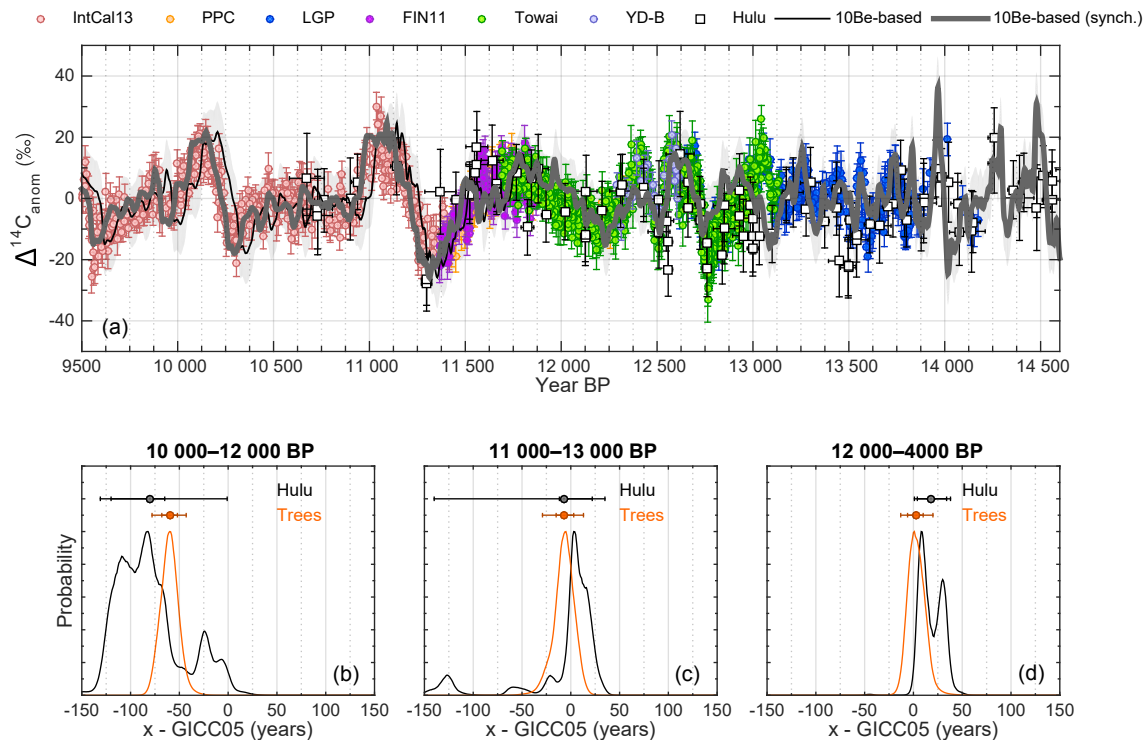 IntCal13 PPC LGP FIN11 Towai YD-B Hulu 10Be-based 10Be-based (synch.)
40
20
0
-20
-40
Δ¹⁴C_anom (‰)
(a)
9500 10 000 10 500 11 000 11 500 12 000 12 500 13 000 13 500 14 000 14 500
Year BP
10 000–12 000 BP 11 000–13 000 BP 12 000–4000 BP
Hulu Hulu Hulu
Trees Trees Trees
Probability
(b) (c) (d)
-150 -100 -50 0 50 100 150 -150 -100 -50 0 50 100 150 -150 -100 -50 0 50 100 150
x - GICC05 (years) x - GICC05 (years) x - GICC05 (years)